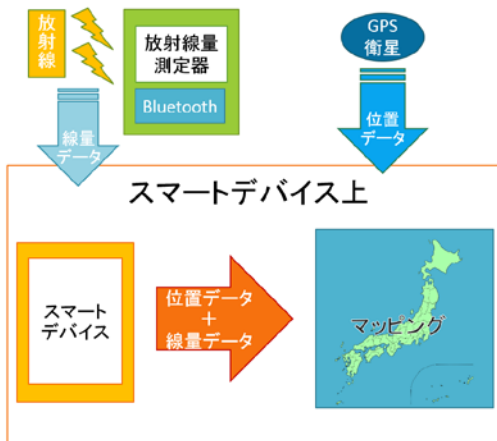 放射線
放射線量
測定器
Bluetooth
GPS
衛星
線量
データ
位置
データ
スマートデバイス上
スマート
デバイス
位置データ
+
線量データ
マッピング